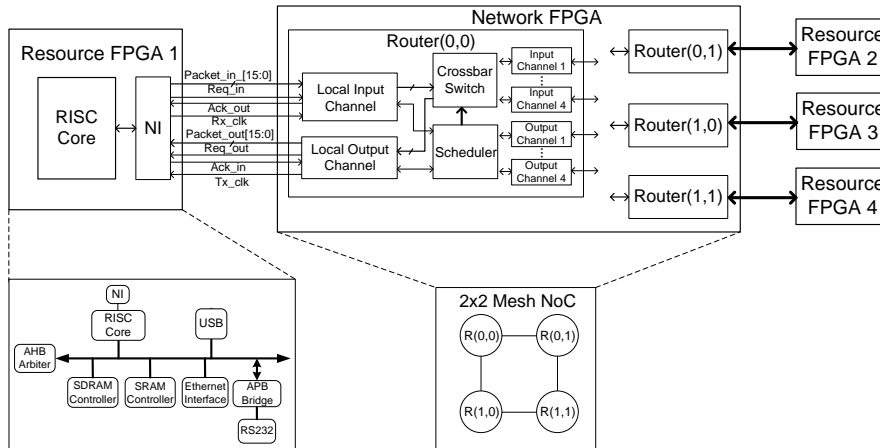 Network FPGA
Resource FPGA 1
RISC
Core
NI
Packet_in_[15:0]
Req_in
Ack_out
Rx_clk
Packet_out[15:0]
Req_out
Ack_in
Tx_clk
Router(0,0)
Local Input
Channel
Local Output
Channel
Crossbar
Switch
Scheduler
Input
Channel 1
Input
Channel 4
Output
Channel 1
Output
Channel 4
Router(0,1)
Router(1,0)
Router(1,1)
Resource
FPGA 2
Resource
FPGA 3
Resource
FPGA 4
NI
RISC
Core
USB
AHB
Arbiter
SDRAM
Controller
SRAM
Controller
Ethernet
Interface
APB
Bridge
RS232
2x2 Mesh NoC
R(0,0)
R(0,1)
R(1,0)
R(1,1)